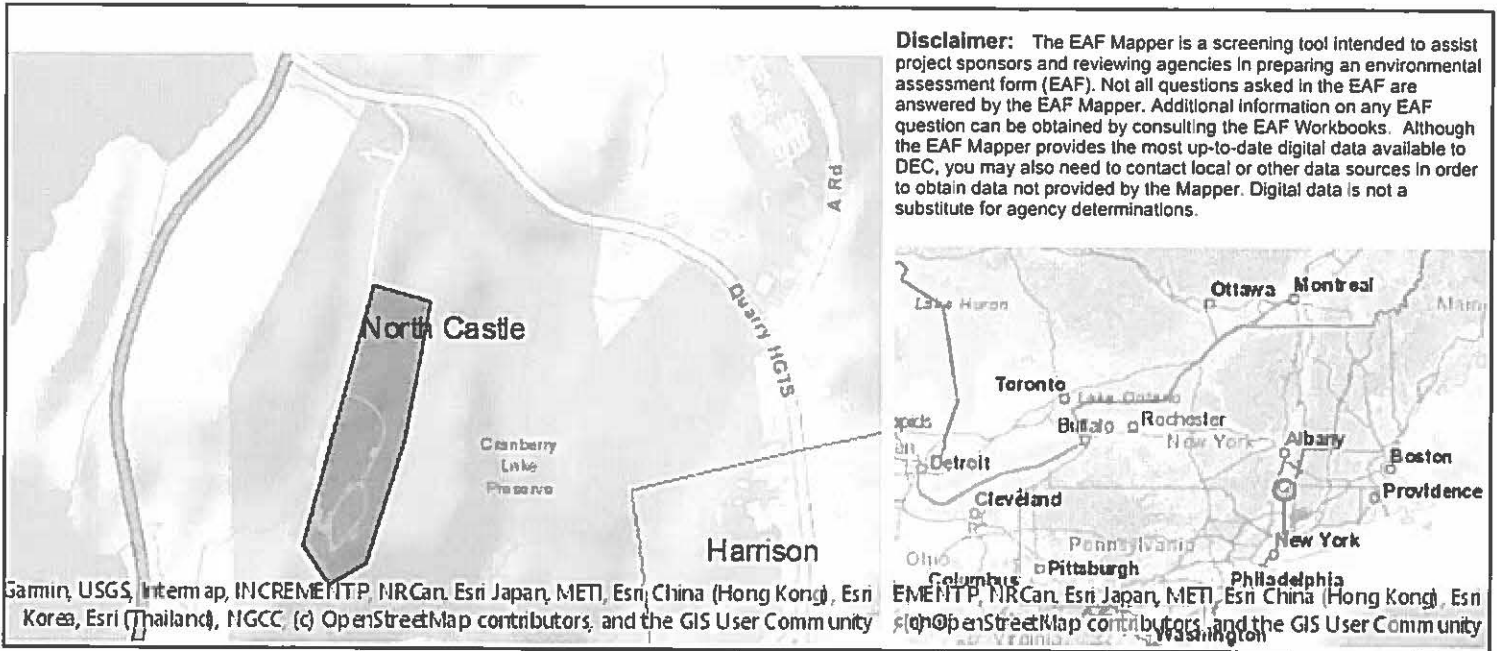 Disclaimer: The EAF Mapper is a screening tool intended to assist
project sponsors and reviewing agencies in preparing an environmental
assessment form (EAF). Not all questions asked in the EAF are
answered by the EAF Mapper. Additional information on any EAF
question can be obtained by consulting the EAF Workbooks. Although
the EAF Mapper provides the most up-to-date digital data available to
DEC, you may also need to contact local or other data sources in order
to obtain data not provided by the Mapper. Digital data is not a
substitute for agency determinations.
A Rd
Quarry HGTS
North Castle
Cranberry
Lake
Preserve
Harrison
Garmin, USGS, Intermap, INCREMENT P, NRCan, Esri Japan, METI, Esri China (Hong Kong), Esri
Korea, Esri (Thailand), NGCC, (c) OpenStreetMap contributors, and the GIS User Community
Ottawa
Montreal
Lake Huron
Toronto
Lake Ontario
Buffalo
Rochester
New York
Albany
Detroit
Boston
Cleveland
Providence
Pennsylvania
New York
Ohio
Pittsburgh
Columbus
Philadelphia
EMENT P, NRCan, Esri Japan, METI, Esri China (Hong Kong), Esri
(c) OpenStreetMap contributors, and the GIS User Community
Virginia
Washington